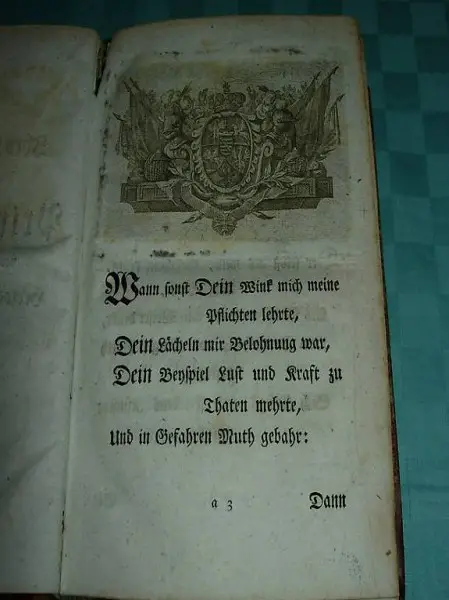 Wann sonst Dein Wink mich meine
Pflichten lehrte,
Dein Lächeln mir Belohnung war,
Dein Beyspiel Lust und Kraft zu
Thaten mehrte,
Und in Gefahren Muth gebahr:
a 3 Dann